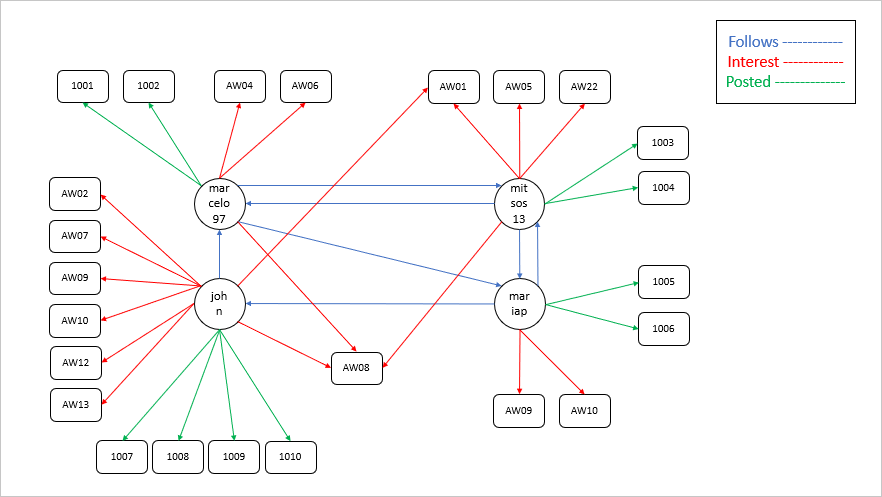 Follows ------------
Interest ------------
Posted --------------
1001
1002
AW04
AW06
AW01
AW05
AW22
1003
1004
mar
celo
97
mit
sos
13
AW02
AW07
AW09
AW10
AW12
AW13
joh
n
mar
iap
1005
1006
AW08
AW09
AW10
1007
1008
1009
1010